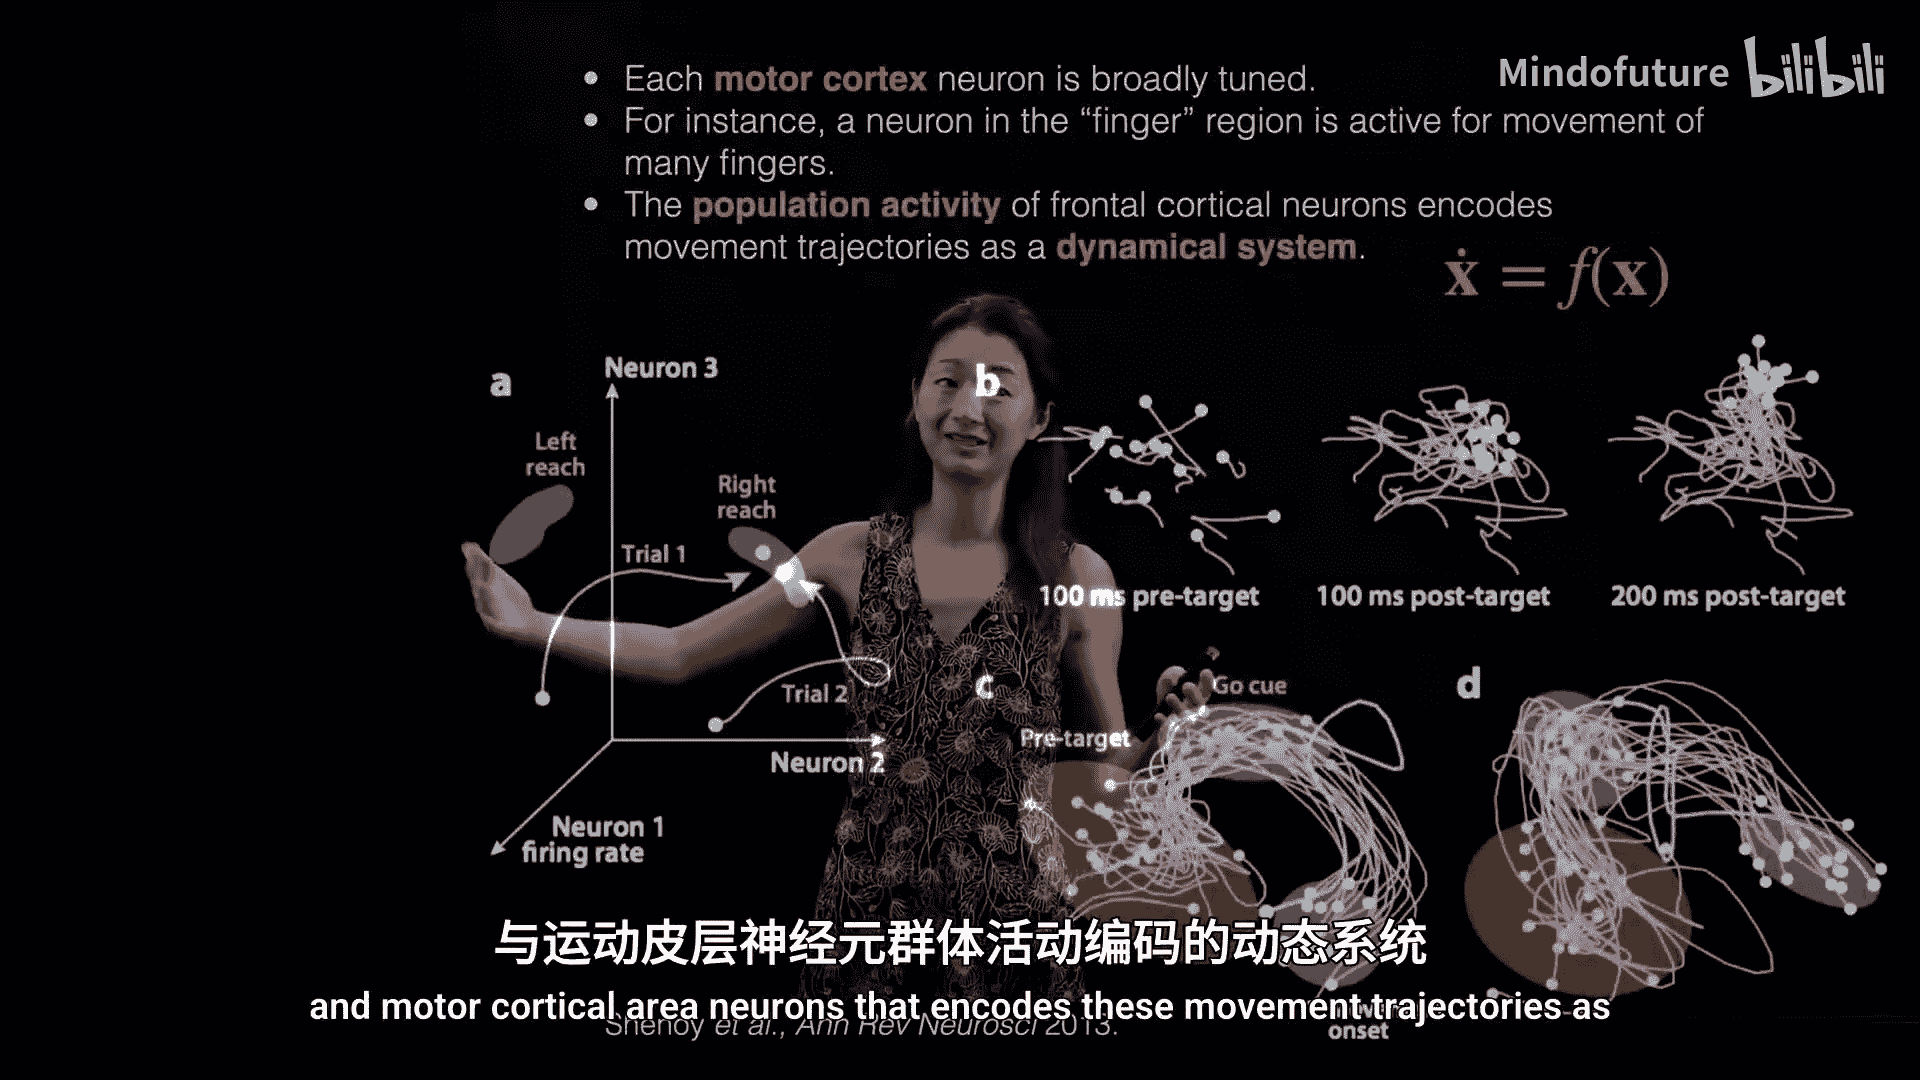 Mindofuture bilibili
• Each motor cortex neuron is broadly tuned.
• For instance, a neuron in the “finger” region is active for movement of
many fingers.
• The population activity of frontal cortical neurons encodes
movement trajectories as a dynamical system.
ẋ = f(x)
a
Neuron 3
Left
reach
Right
reach
Trial 1
Trial 2
Neuron 2
Neuron 1
firing rate
b
100 ms pre-target
100 ms post-target
200 ms post-target
c
Pre-target
Go cue
onset
d
与运动皮层神经元群体活动编码的动态系统
and motor cortical area neurons that encodes these movement trajectories as
Shenoy et al., Ann Rev Neurosci 2013.